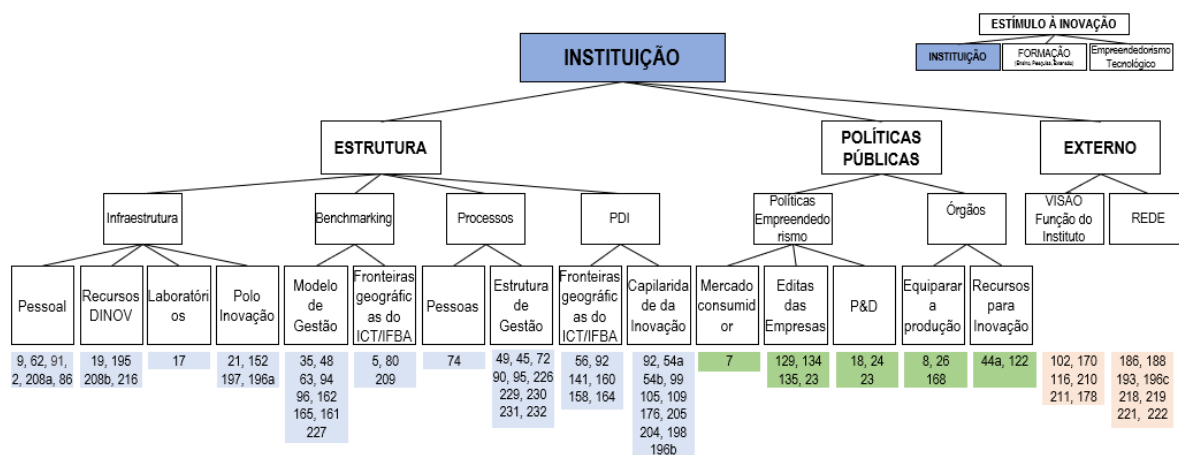 ESTÍMULO À INOVAÇÃO
INSTITUIÇÃO
FORMAÇÃO
(Ensino, Pesquisa, Extensão)
Empreendedorismo
Tecnológico
INSTITUIÇÃO
ESTRUTURA
POLÍTICAS
PÚBLICAS
EXTERNO
Infraestrutura
Benchmarking
Processos
PDI
Políticas
Empreendedo
rismo
Órgãos
VISÃO
Função do
Instituto
REDE
Pessoal
Recursos
DINOV
Laboratóri
os
Polo
Inovação
Modelo
de
Gestão
Fronteiras
geográfic
as do
ICT/IFBA
Pessoas
Estrutura
de
Gestão
Fronteiras
geográfic
as do
ICT/IFBA
Capilarida
de da
Inovação
Mercado
consumid
or
Editas
das
Empresas
P&D
Equiparar
a
produção
Recursos
para
Inovação
9, 62, 91,
2, 208a, 86
19, 195
208b, 216
17
21, 152
197, 196a
35, 48
63, 94
96, 162
165, 161
227
5, 80
209
74
49, 45, 72
90, 95, 226
229, 230
231, 232
56, 92
141, 160
158, 164
92, 54a
54b, 99
105, 109
176, 205
204, 198
196b
7
129, 134
135, 23
18, 24
23
8, 26
168
44a, 122
102, 170
116, 210
211, 178
186, 188
193, 196c
218, 219
221, 222